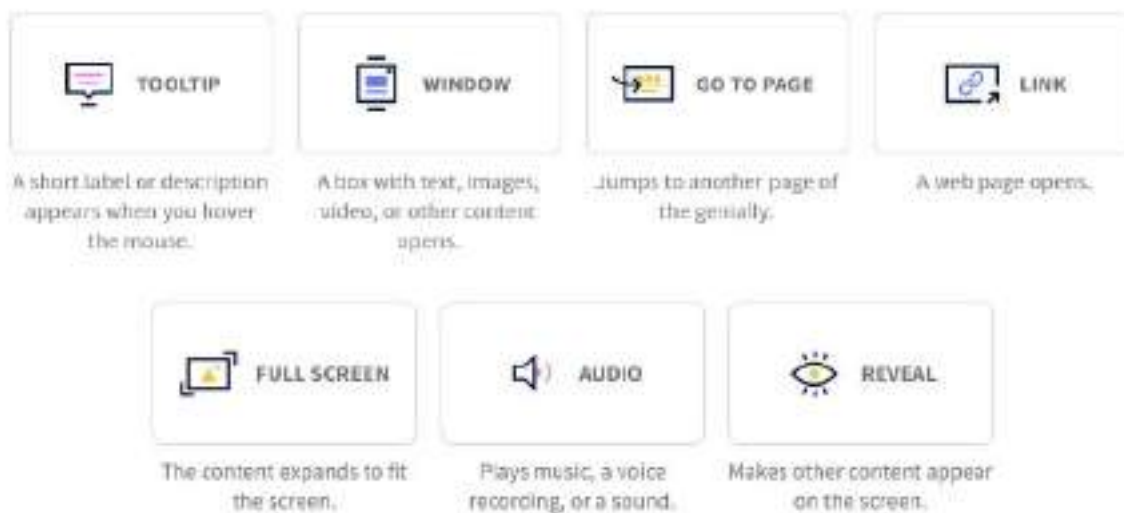 TOOLTIP
WINDOW
GO TO PAGE
LINK
A short label or description
appears when you hover
the mouse.
A box with text, images,
video, or other content
opens.
Jumps to another page of
the genially.
A web page opens.
FULL SCREEN
AUDIO
REVEAL
The content expands to fit
the screen.
Plays music, a voice
recording, or a sound.
Makes other content appear
on the screen.